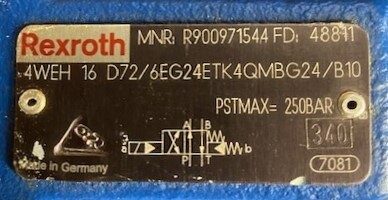 Rexroth MNR: R900971544 FD: 48811
4WEH 16 D72/6EG24ETK4QMBG24/B10
PSTMAX= 250BAR
340
A B
a b
P T
Made in Germany
7081